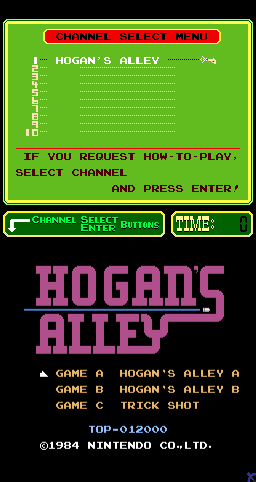 CHANNEL SELECT MENU
1 HOGAN'S ALLEY
2
3
4
5
6
7
8
9
10
IF YOU REQUEST HOW-TO-PLAY,
SELECT CHANNEL
AND PRESS ENTER!
CHANNEL SELECT
ENTER BUTTONS
TIME: 0
HOGAN'S
ALLEY
GAME A HOGAN'S ALLEY A
GAME B HOGAN'S ALLEY B
GAME C TRICK SHOT
TOP-012000
©1984 NINTENDO CO.,LTD.